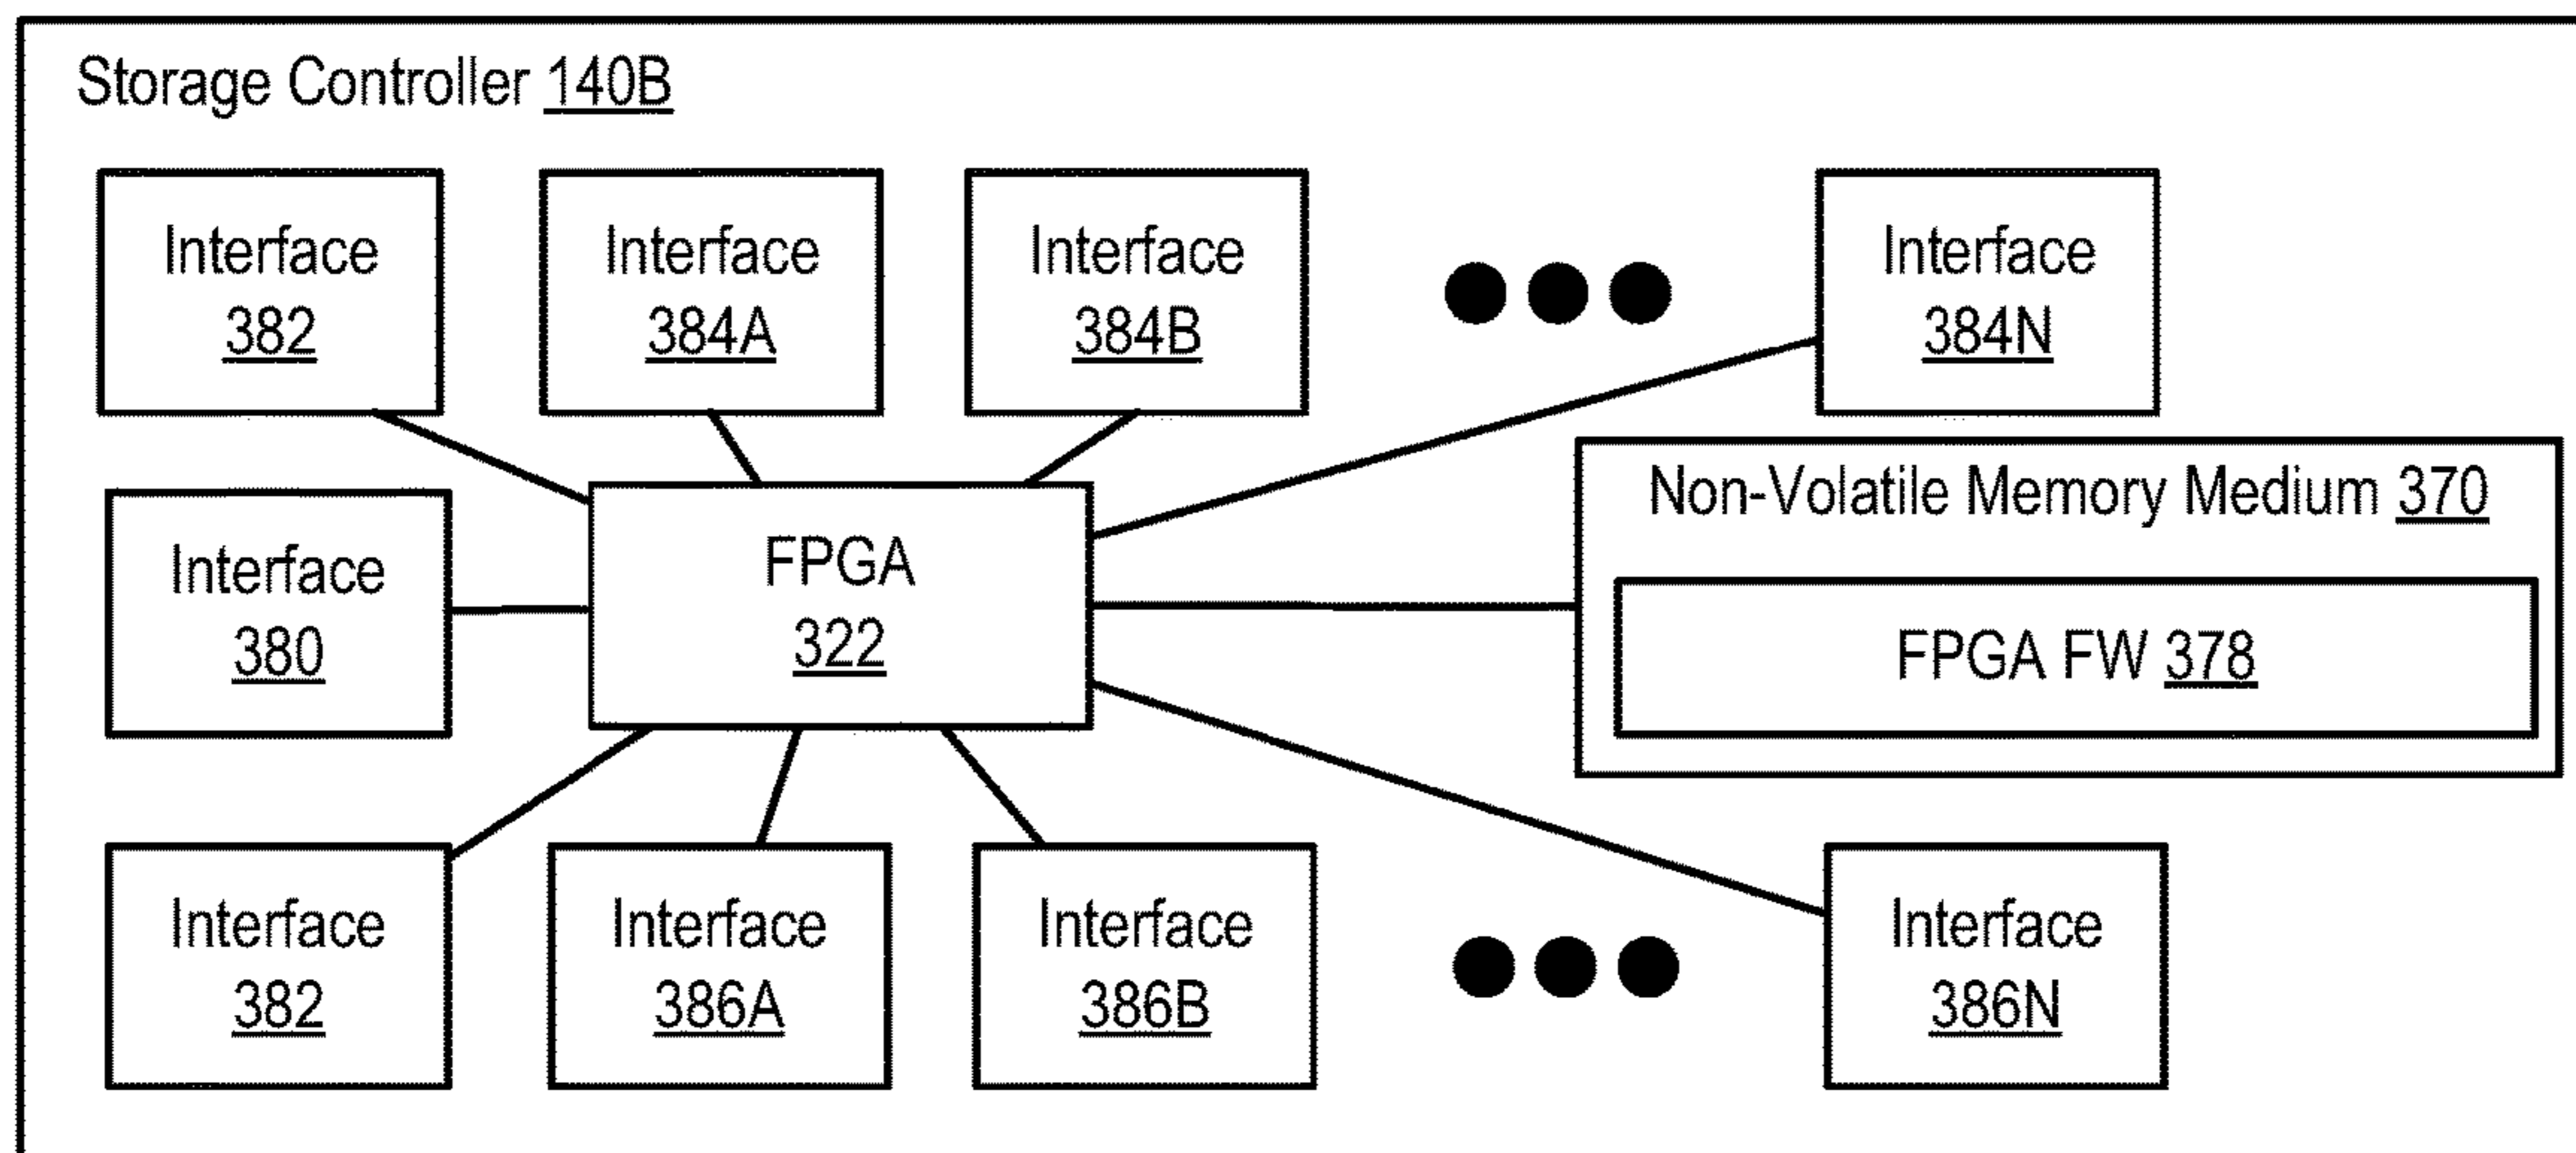 Storage Controller 140B
Interface
382
Interface
384A
Interface
384B
Interface
384N
Non-Volatile Memory Medium 370
FPGA FW 378
Interface
380
FPGA
322
Interface
382
Interface
386A
Interface
386B
Interface
386N